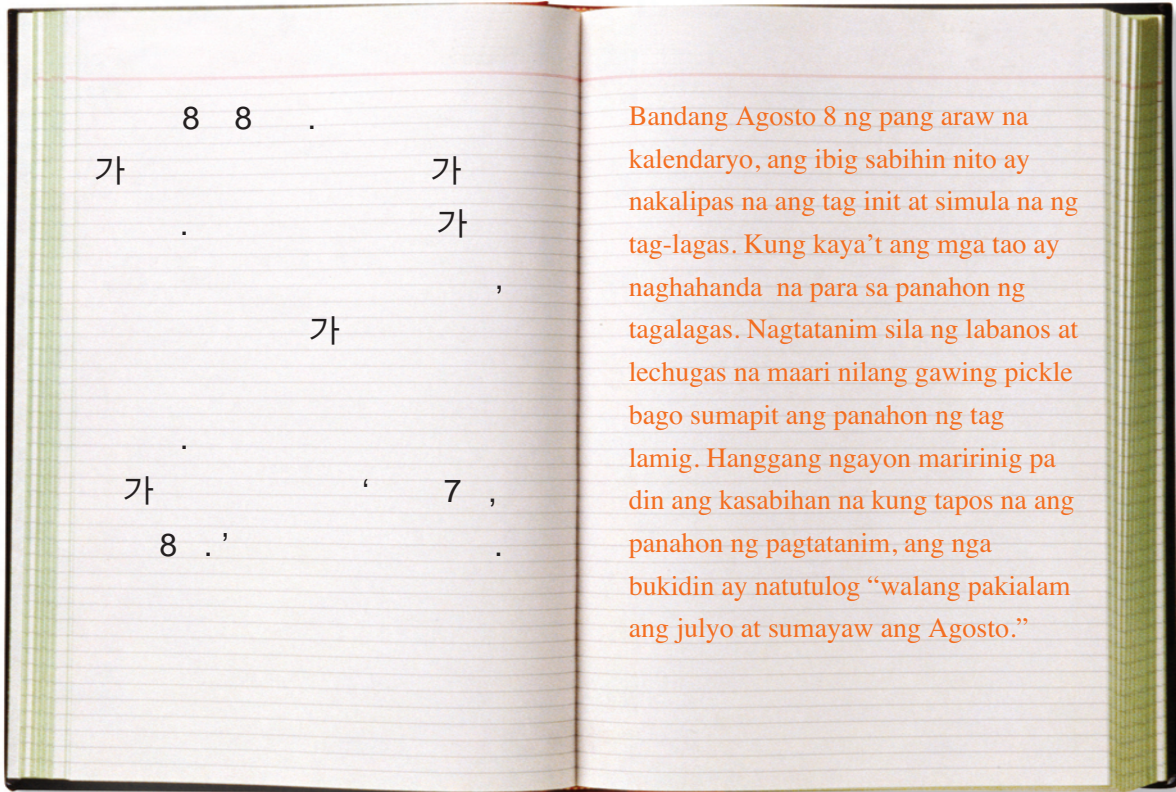 8 8 .
가 가
. 가
,
가
.
가 ‘ 7 ,
8 .’ .
Bandang Agosto 8 ng pang araw na
kalendaryo, ang ibig sabihin nito ay
nakalipas na ang tag init at simula na ng
tag-lagas. Kung kaya’t ang mga tao ay
naghahanda na para sa panahon ng
tagalagas. Nagtatanim sila ng labanos at
lechugas na maari nilang gawing pickle
bago sumapit ang panahon ng tag
lamig. Hanggang ngayon maririnig pa
din ang kasabihan na kung tapos na ang
panahon ng pagtatanim, ang nga
bukidin ay natutulog “walang pakialam
ang julyo at sumayaw ang Agosto.”